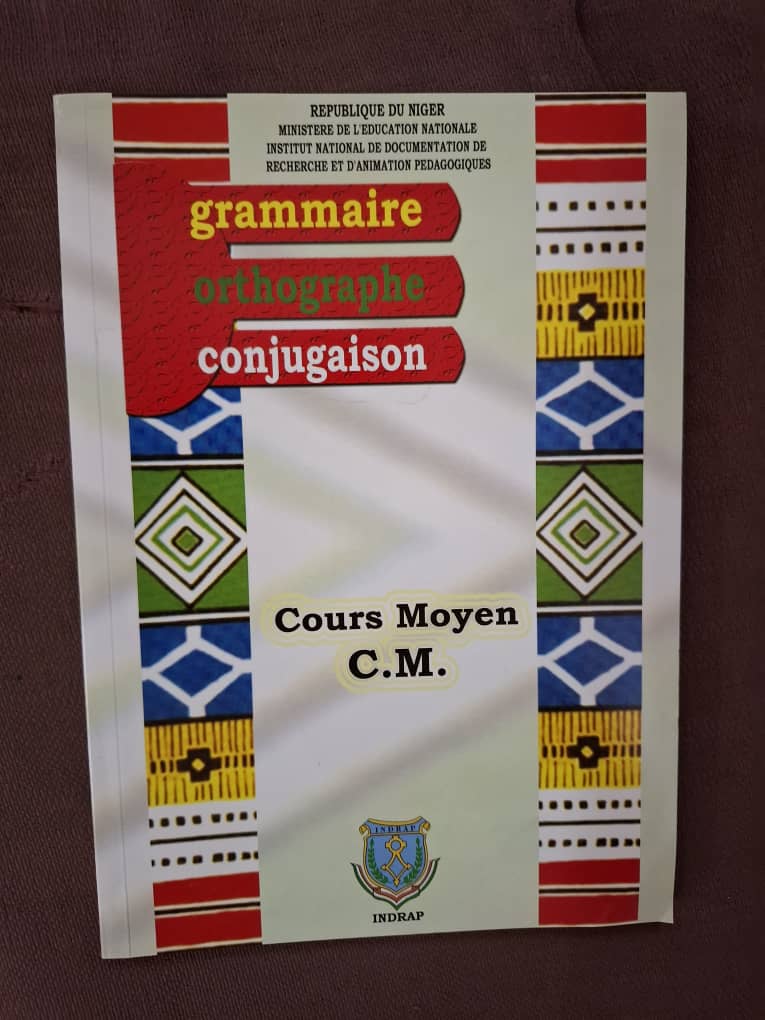 REPUBLIQUE DU NIGER
MINISTERE DE L'EDUCATION NATIONALE
INSTITUT NATIONAL DE DOCUMENTATION DE
RECHERCHE ET D'ANIMATION PEDAGOGIQUES
grammaire
orthographe
conjugaison
Cours Moyen
C.M.
INDRAP
INDRAP